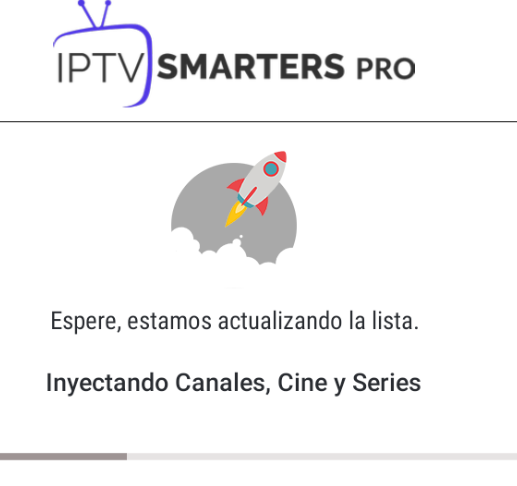 IPTV SMARTERS PRO
Espere, estamos actualizando la lista.
Inyectando Canales, Cine y Series